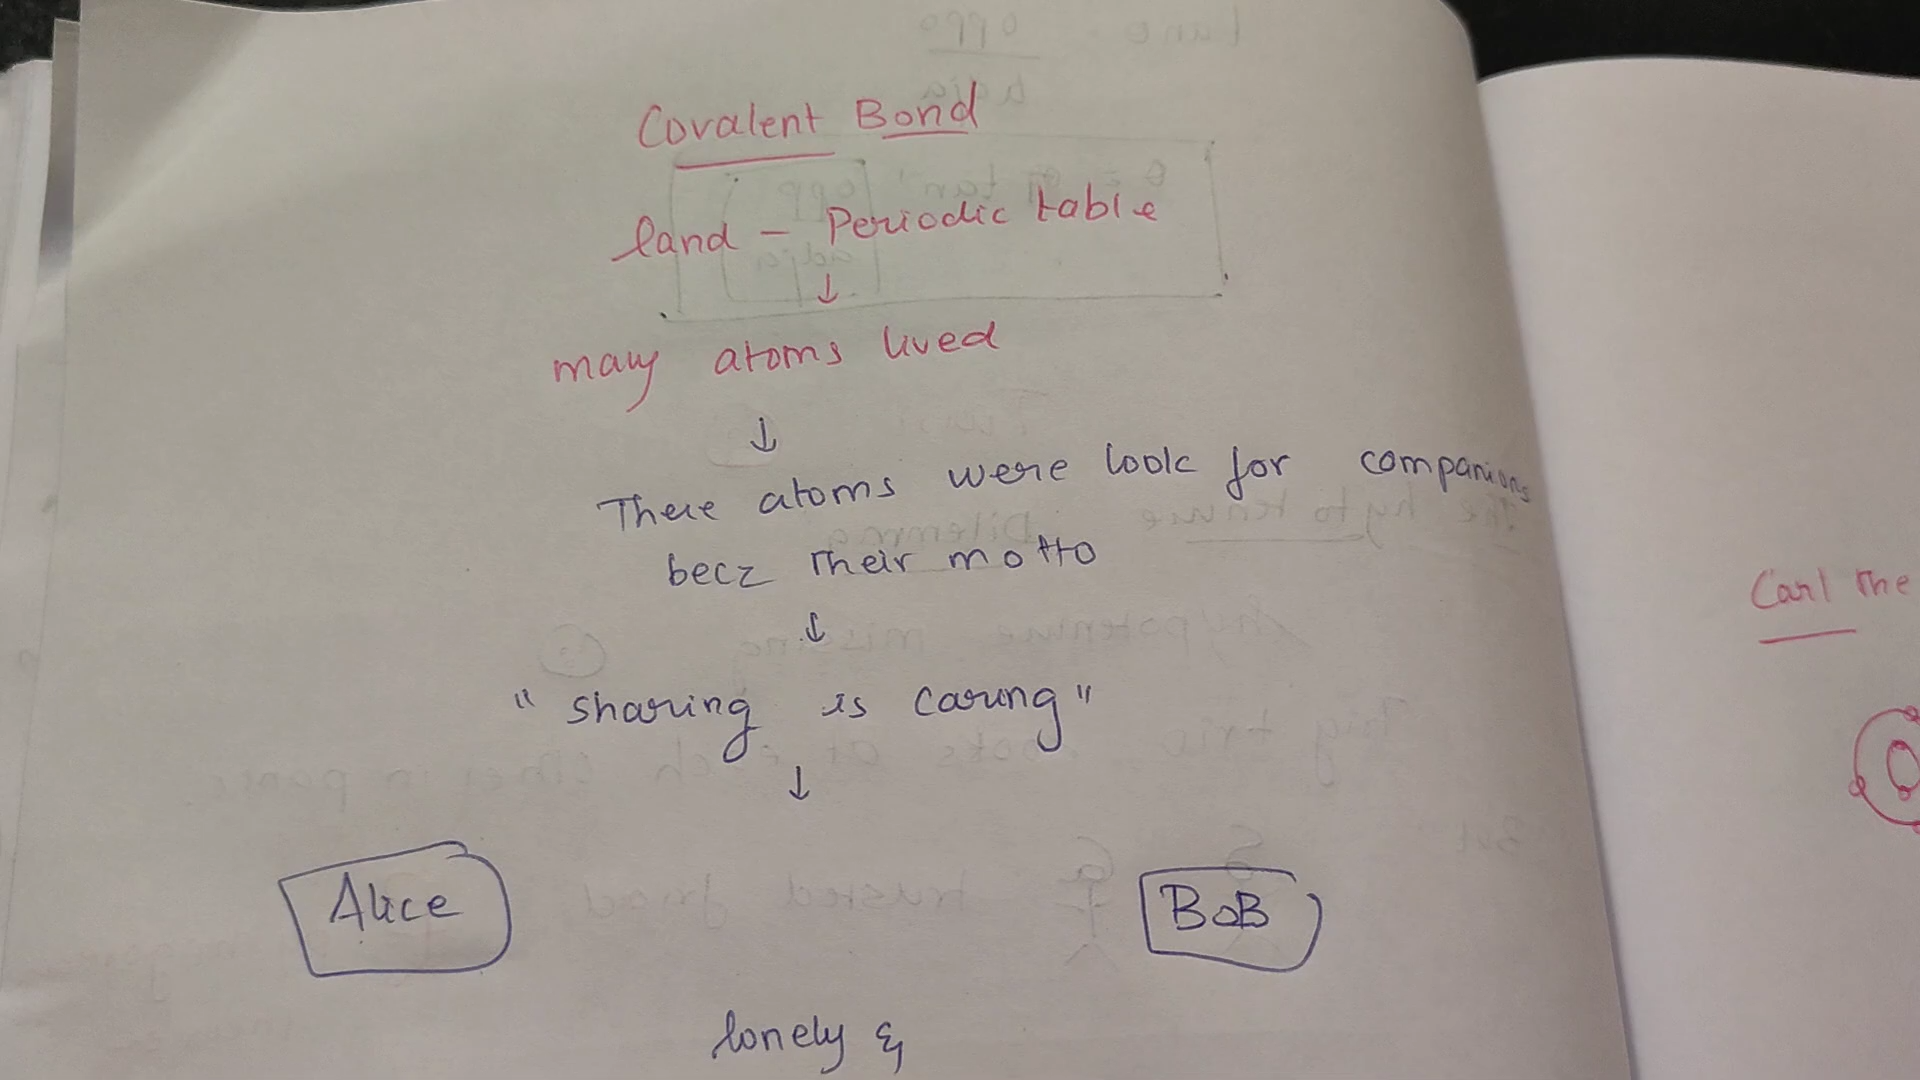 Covalent Bond
land - Periodic table
↓
many atoms lived
↓
These atoms were look for companions
becz Their motto
↓
"sharing is caring"
↓
Alice BOB
lonely &
Carl The